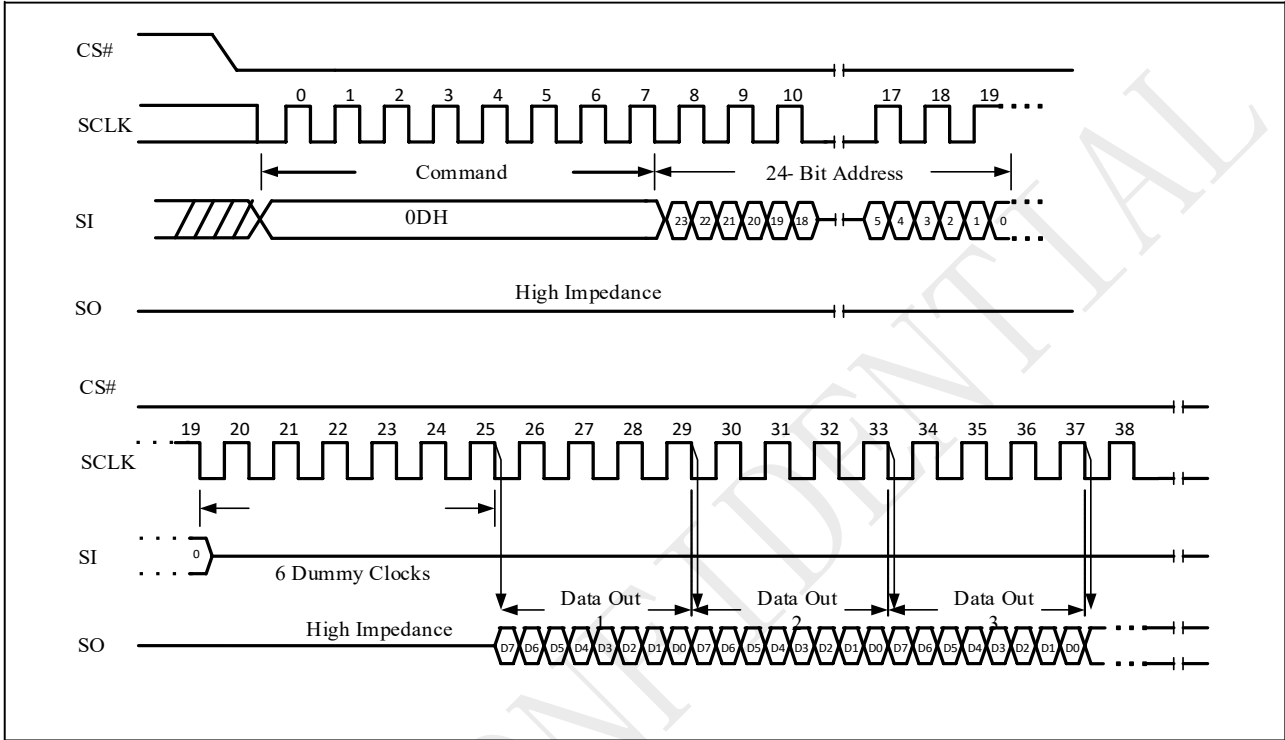 CS#
0 1 2 3 4 5 6 7 8 9 10 17 18 19
SCLK
Command 24- Bit Address
SI 0DH 23 22 21 20 19 18 5 4 3 2 1 0
High Impedance
SO
CS#
19 20 21 22 23 24 25 26 27 28 29 30 31 32 33 34 35 36 37 38
SCLK
SI 0
6 Dummy Clocks
Data Out Data Out Data Out
High Impedance 1 2 3
SO D7 D6 D5 D4 D3 D2 D1 D0 D7 D6 D5 D4 D3 D2 D1 D0 D7 D6 D5 D4 D3 D2 D1 D0
ONFIDENTIAL